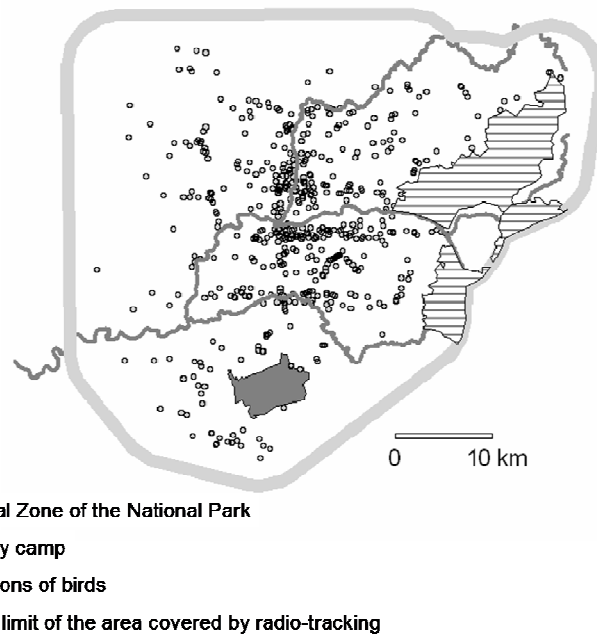 0 10 km
al Zone of the National Park
y camp
ons of birds
limit of the area covered by radio-tracking